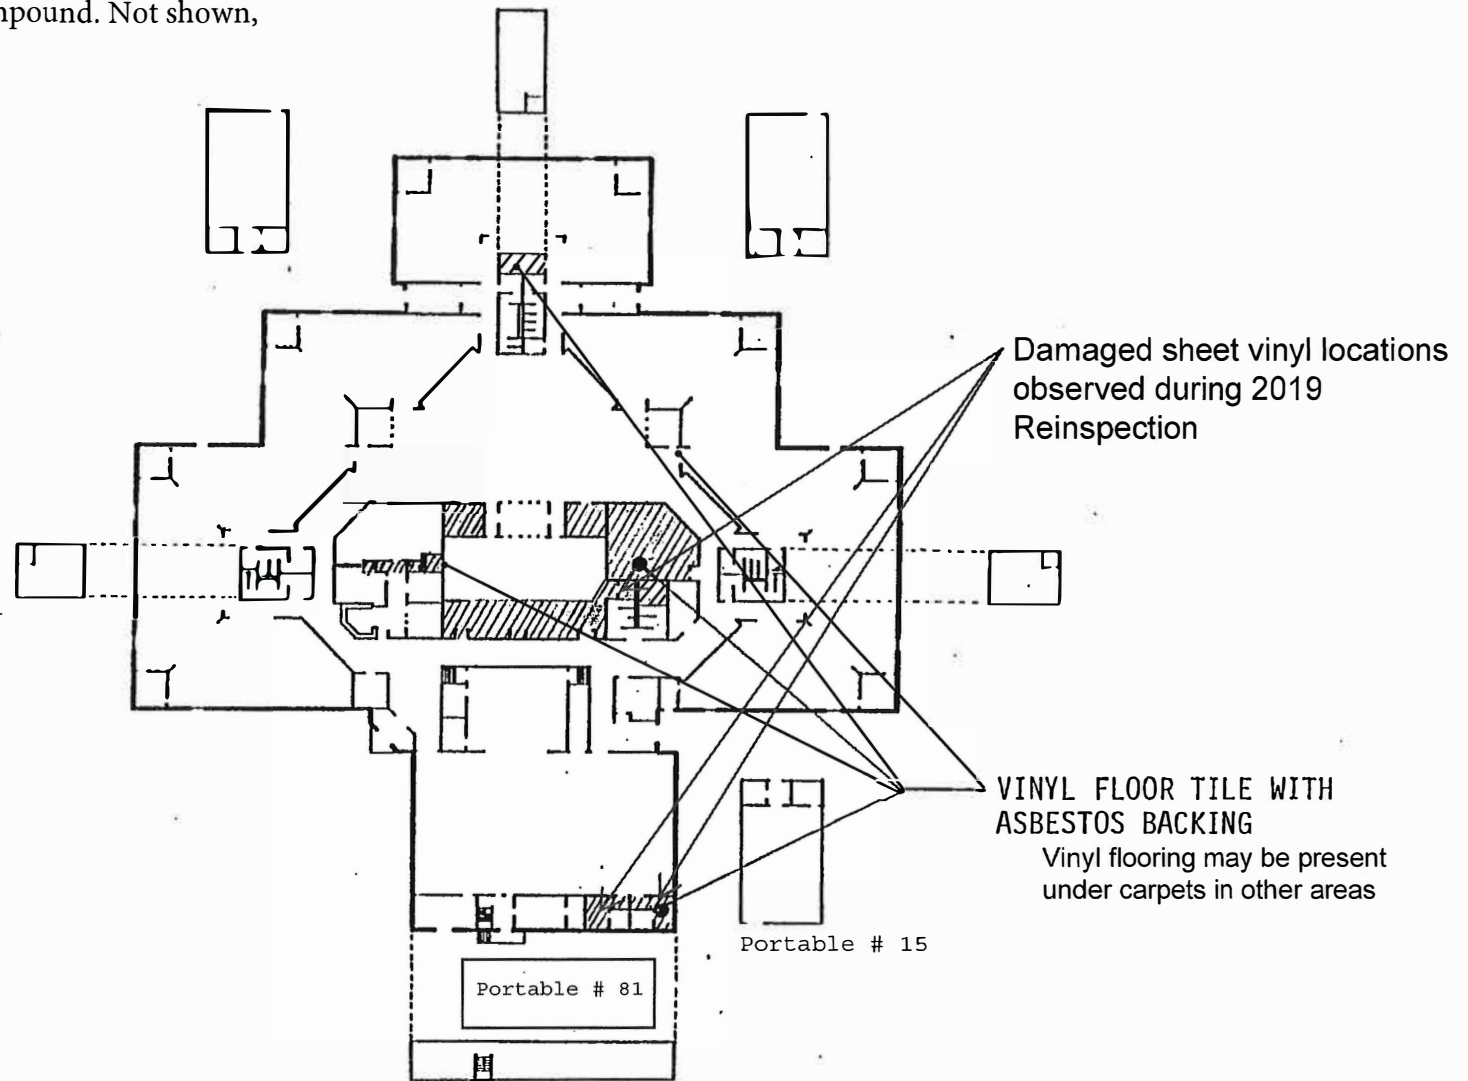 mpound. Not shown,
Damaged sheet vinyl locations
observed during 2019
Reinspection
VINYL FLOOR TILE WITH
ASBESTOS BACKING
Vinyl flooring may be present
under carpets in other areas
Portable # 15
Portable # 81